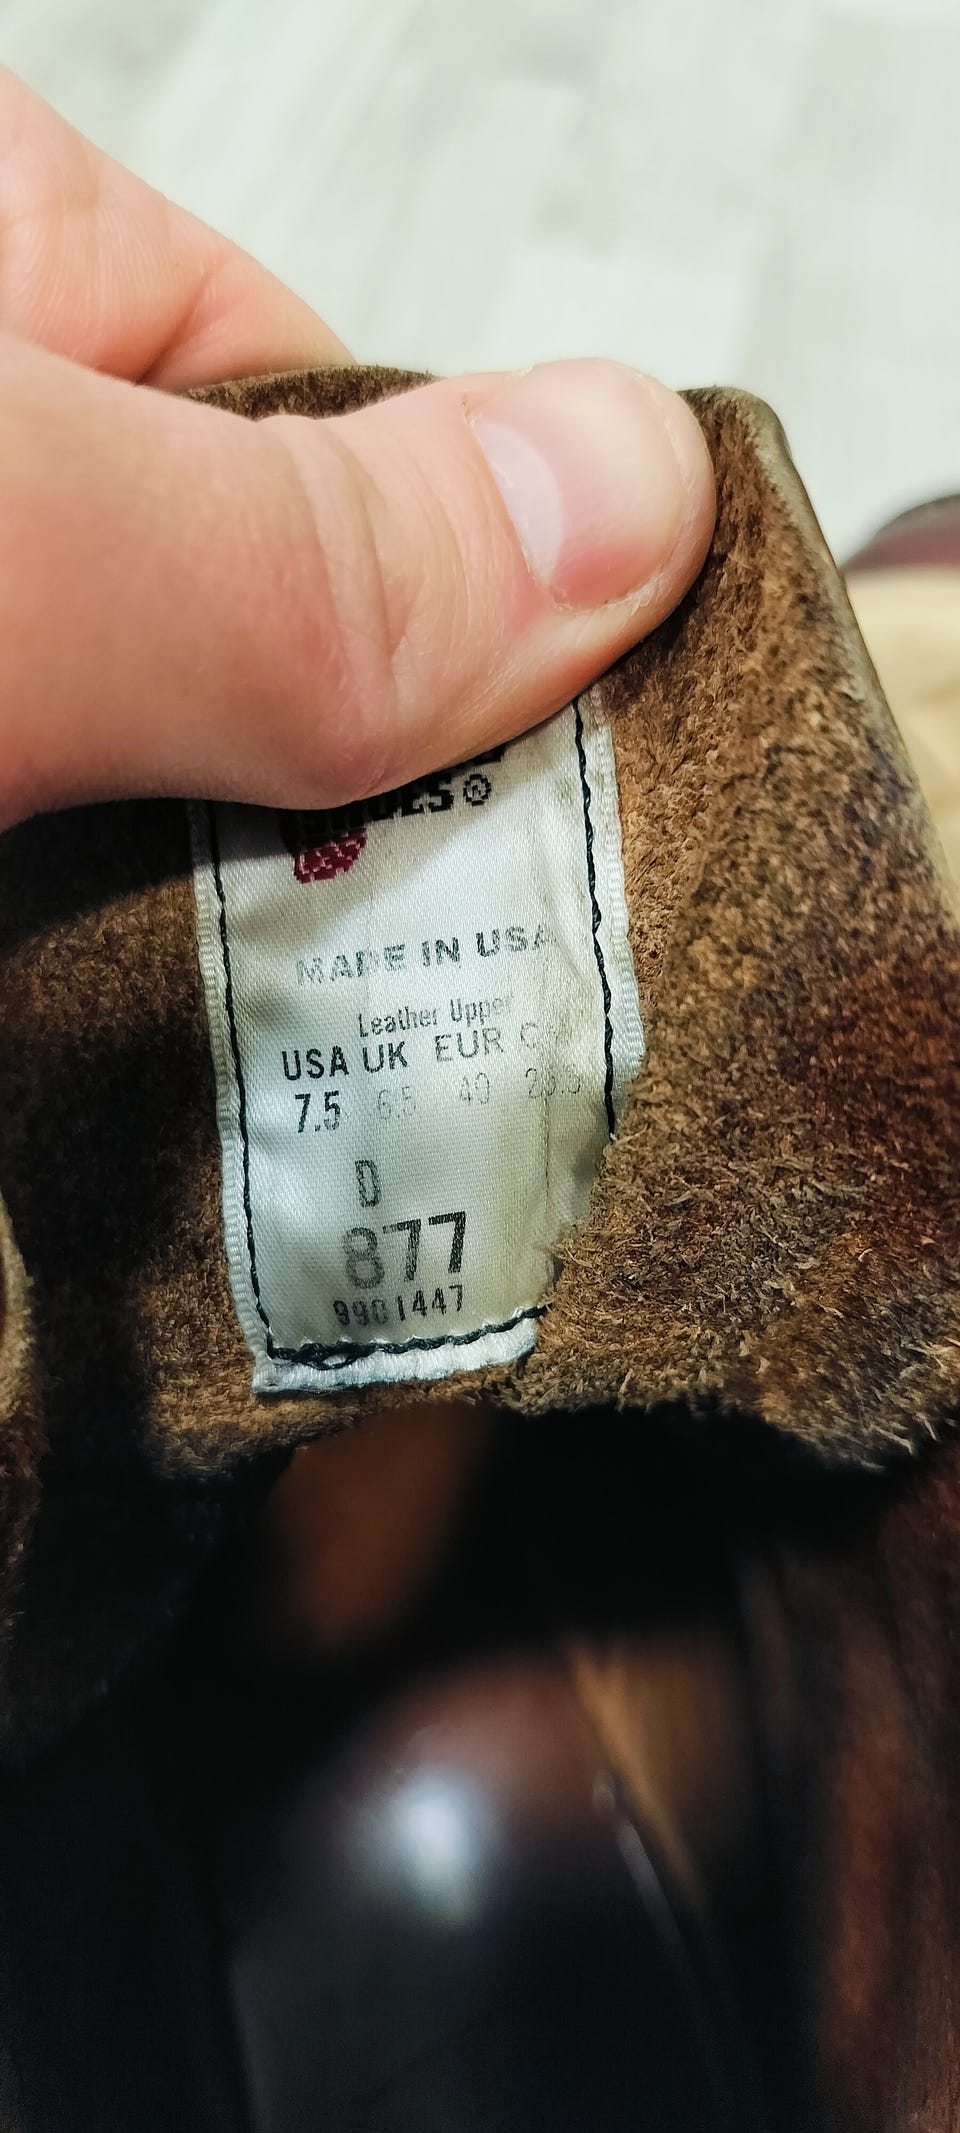 SHOES®
MADE IN USA
Leather Upper
USA UK EUR
7.5 6.5 40
D
877
9901447